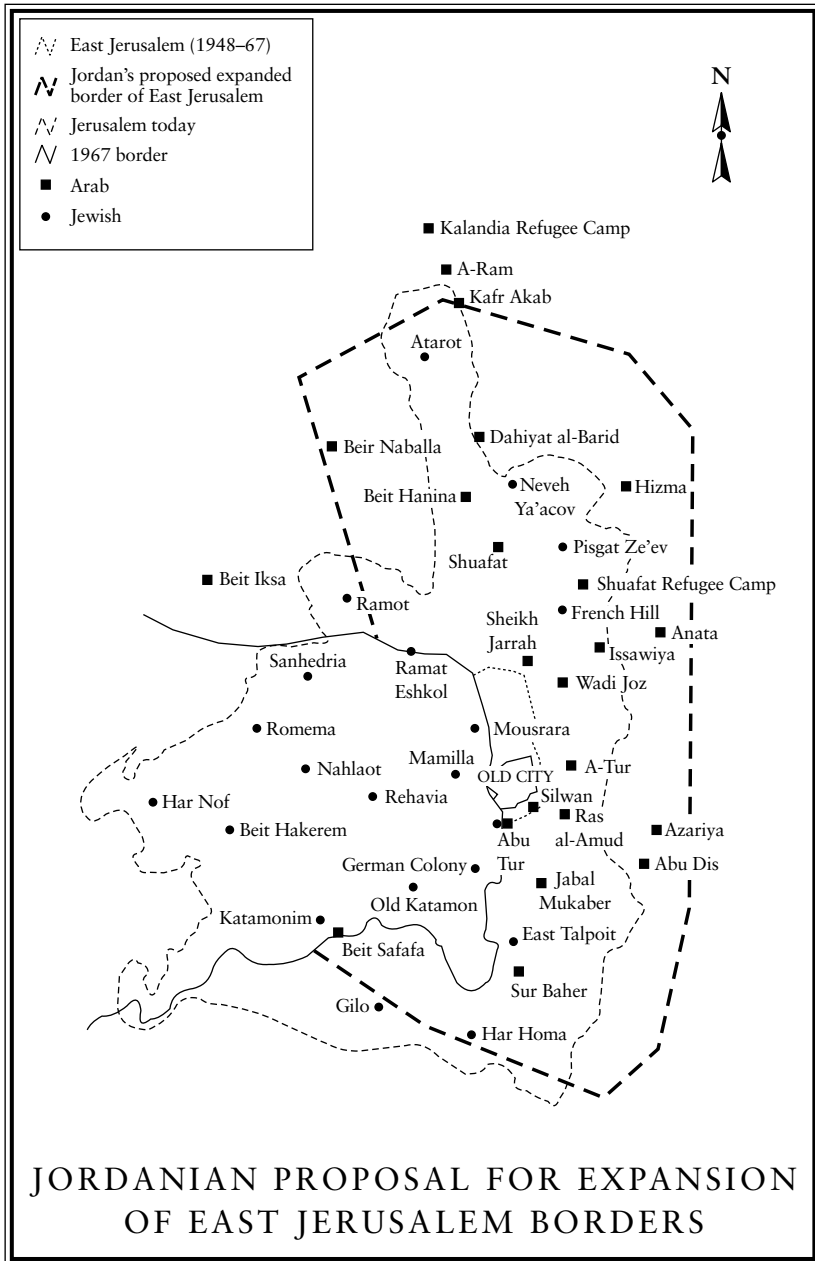 East Jerusalem (1948–67)
Jordan's proposed expanded
border of East Jerusalem
Jerusalem today
1967 border
Arab
Jewish
N
Kalandia Refugee Camp
A-Ram
Kafr Akab
Atarot
Dahiyat al-Barid
Beir Naballa
Neveh
Ya'acov
Hizma
Beit Hanina
Shuafat
Pisgat Ze'ev
Beit Iksa
Shuafat Refugee Camp
Ramot
French Hill
Sheikh
Jarrah
Anata
Issawiya
Sanhedria
Ramat
Eshkol
Wadi Joz
Romema
Mousrara
Mamilla
Nahlaot
OLD CITY
A-Tur
Rehavia
Har Nof
Silwan
Ras
al-Amud
Beit Hakerem
Abu
Tur
Azariya
German Colony
Abu Dis
Old Katamon
Jabal
Mukaber
Katamonim
Beit Safafa
East Talpoit
Sur Baher
Gilo
Har Homa
JORDANIAN PROPOSAL FOR EXPANSION
OF EAST JERUSALEM BORDERS